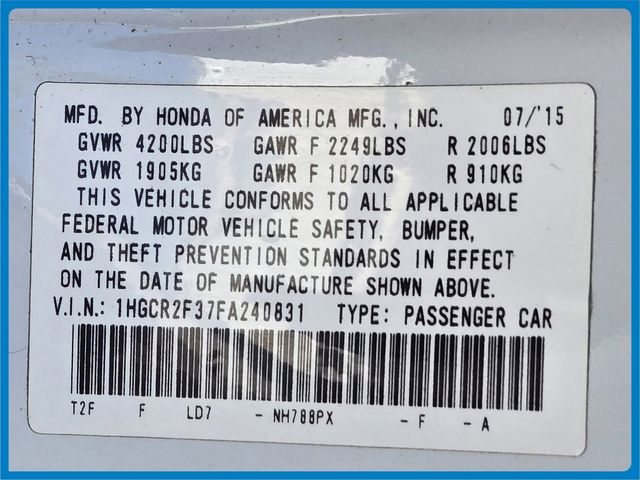 MFD. BY HONDA OF AMERICA MFG., INC. 07/'15
GVWR 4200LBS GAWR F 2249LBS R 2006LBS
GVWR 1905KG GAWR F 1020KG R 910KG
THIS VEHICLE CONFORMS TO ALL APPLICABLE
FEDERAL MOTOR VEHICLE SAFETY, BUMPER,
AND THEFT PREVENTION STANDARDS IN EFFECT
ON THE DATE OF MANUFACTURE SHOWN ABOVE.
V.I.N.: 1HGCR2F37FA240831 TYPE: PASSENGER CAR
T2F F LD7 - NH788PX - F - A